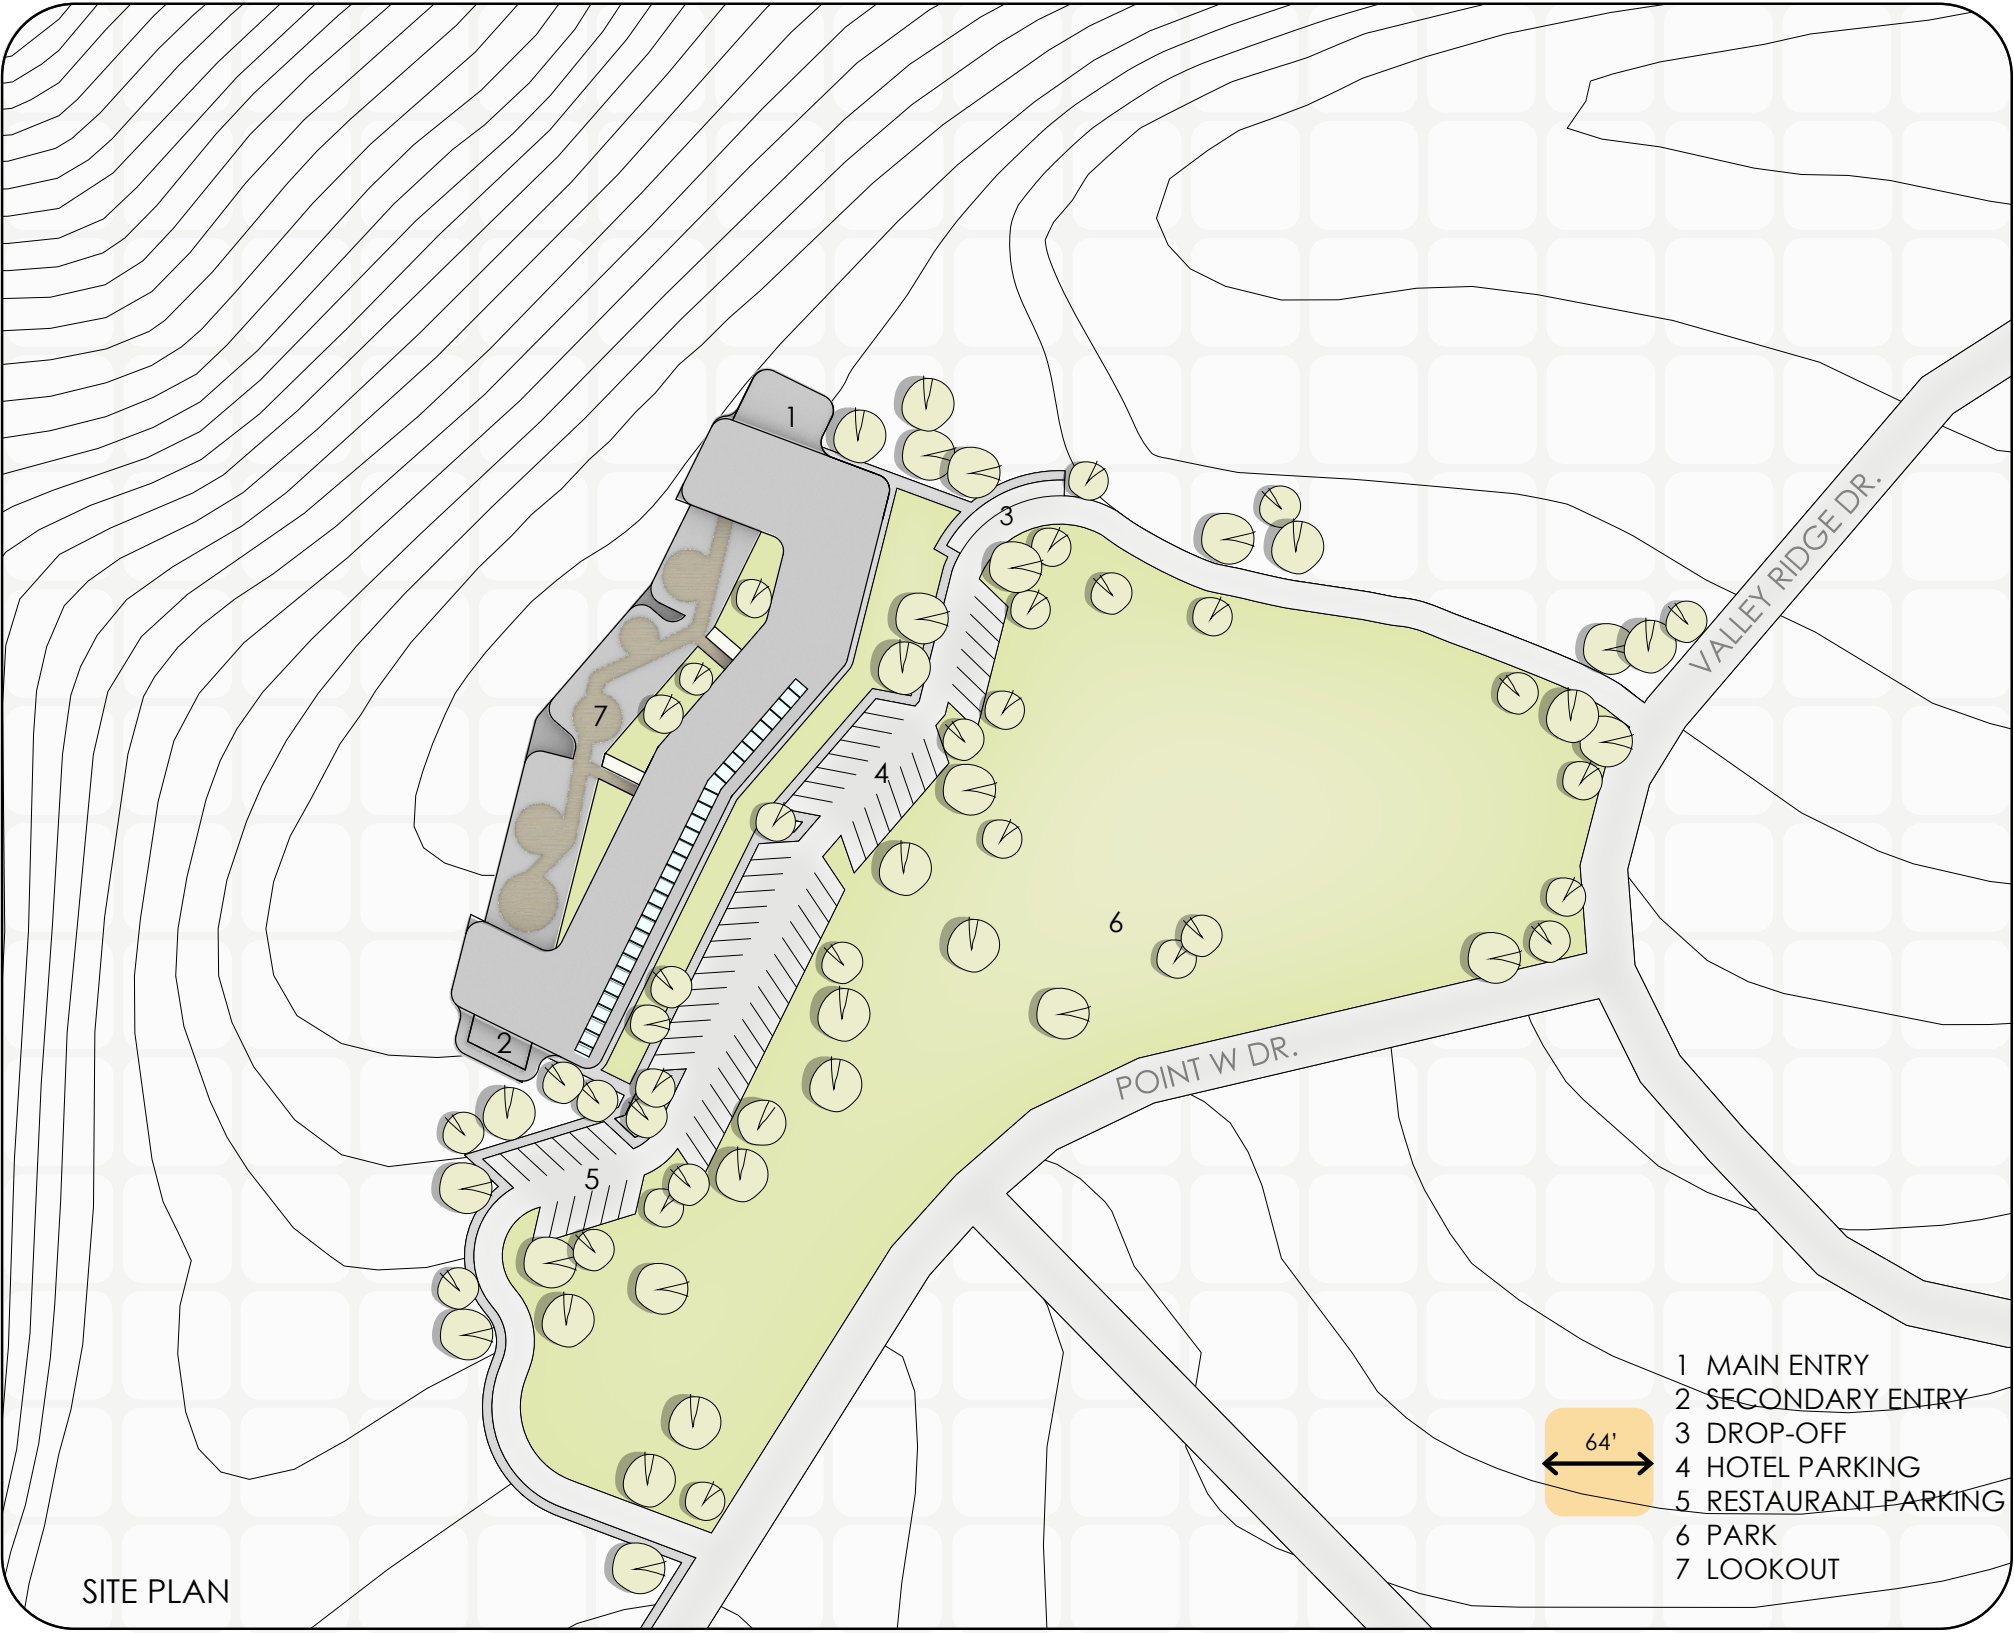 1
3
VALLEY RIDGE DR.
7
4
6
2
POINT W DR.
5
64’
1 MAIN ENTRY
2 SECONDARY ENTRY
3 DROP-OFF
4 HOTEL PARKING
5 RESTAURANT PARKING
6 PARK
7 LOOKOUT
SITE PLAN